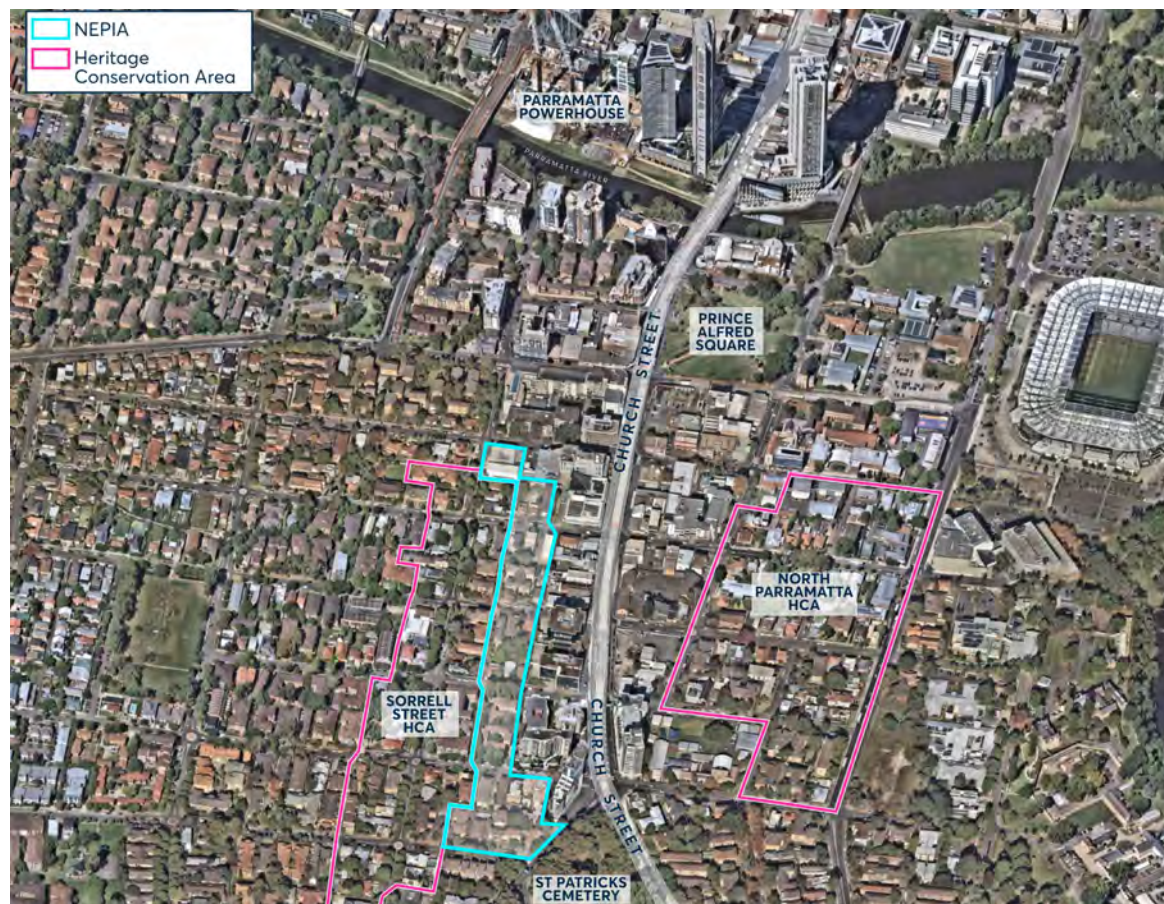 NEPIA
Heritage
Conservation Area
PARRAMATTA
POWERHOUSE
PARRAMATTA RIVER
PRINCE
ALFRED
SQUARE
CHURCH STREET
NORTH
PARRAMATTA
HCA
SORRELL
STREET
HCA
CHURCH STREET
ST PATRICKS
CEMETERY